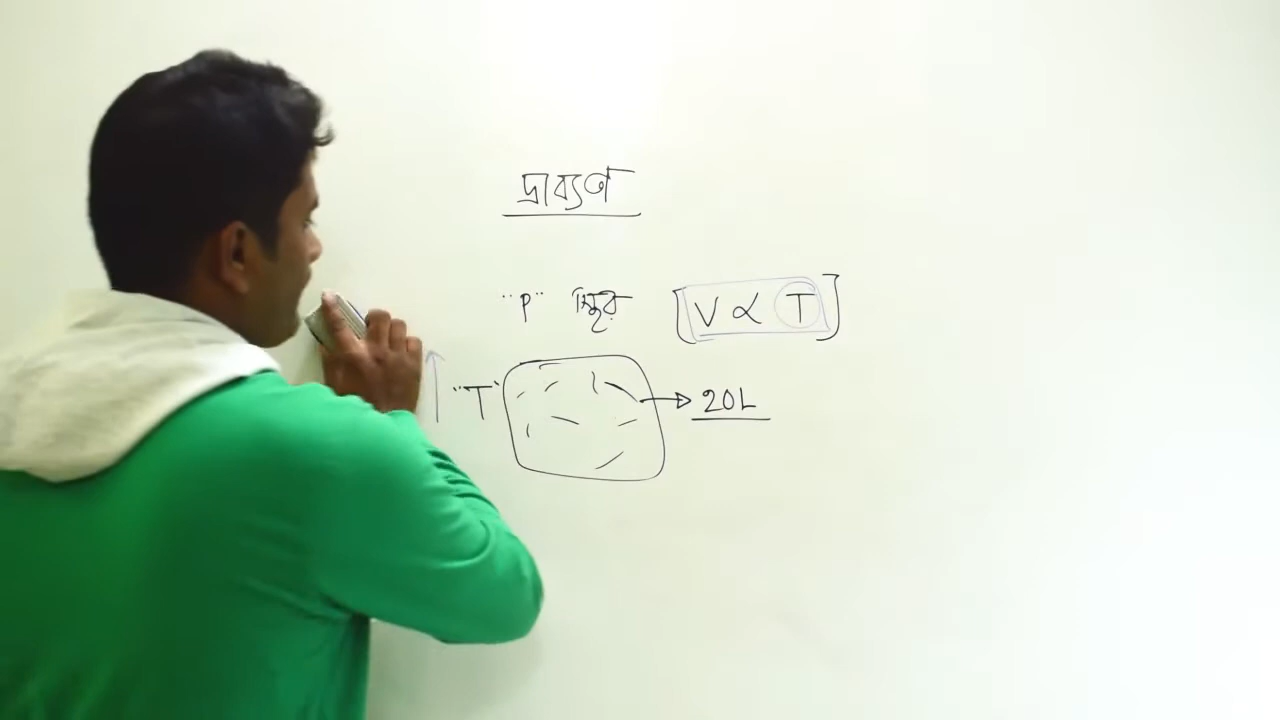 দ্রাব্যতা
"P" স্থির [V ∝ T]
"T" → 20L